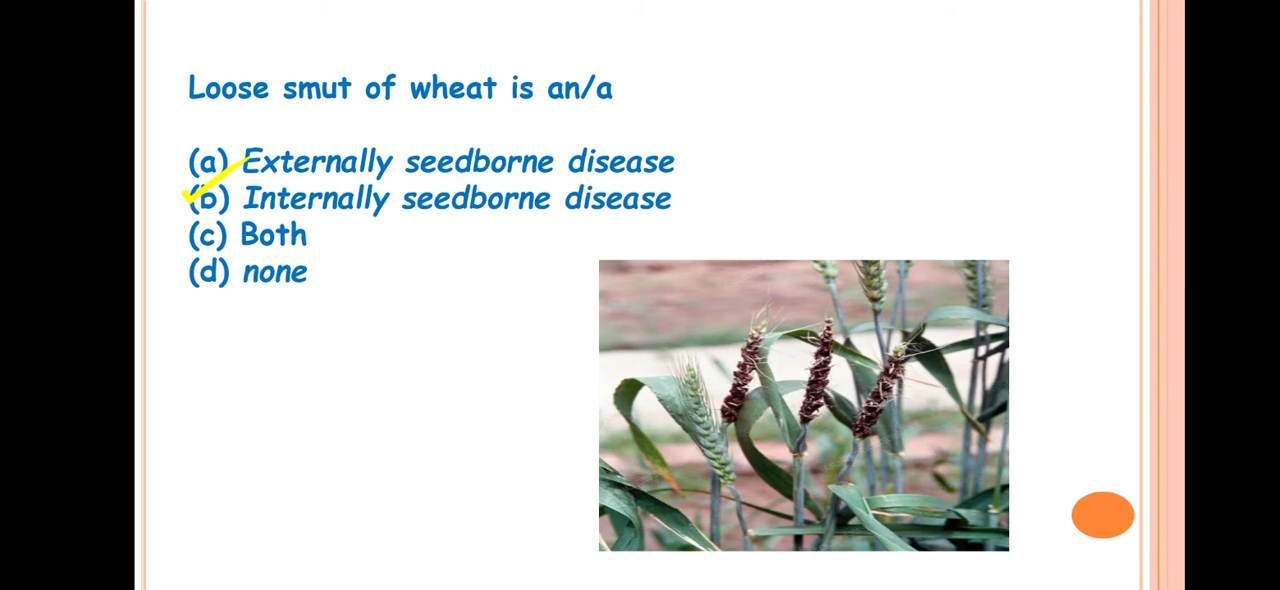 Loose smut of wheat is an/a
(a) Externally seedborne disease
(b) Internally seedborne disease
(c) Both
(d) none